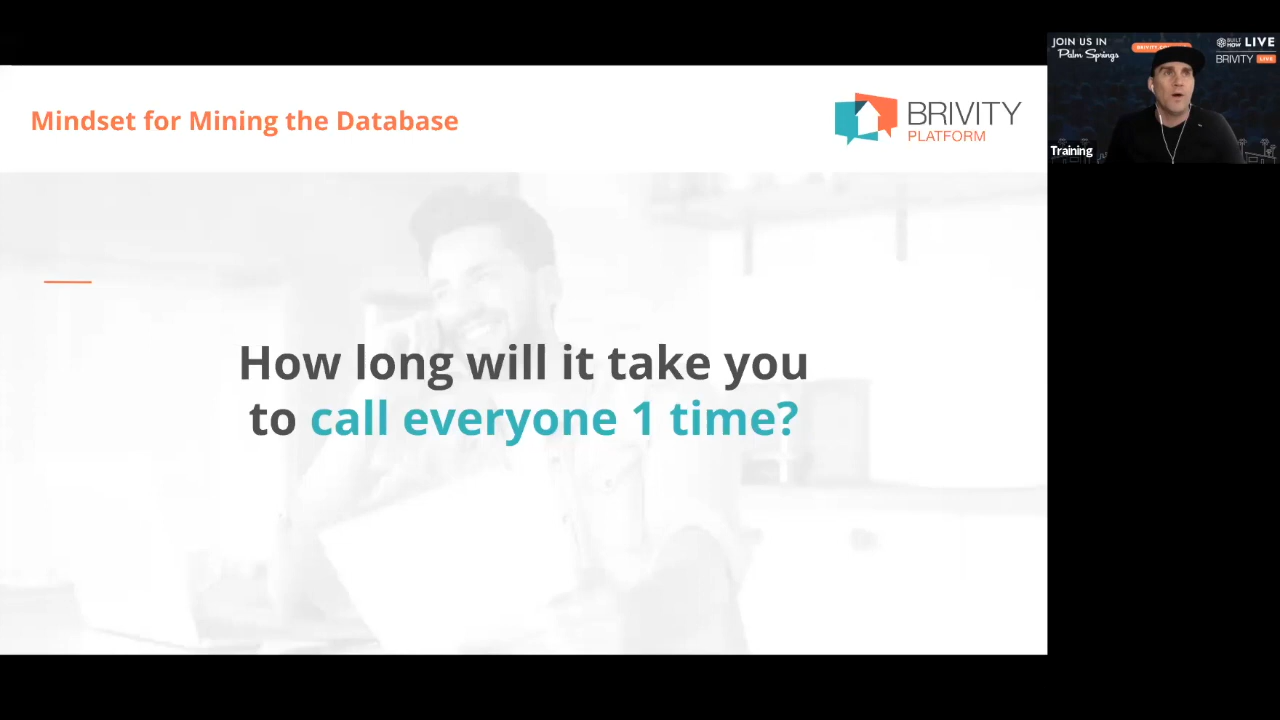 Mindset for Mining the Database
BRIVITY
PLATFORM
How long will it take you
to call everyone 1 time?
JOIN US IN
Palm Springs
LIVE
BRIVITY LIVE
Training